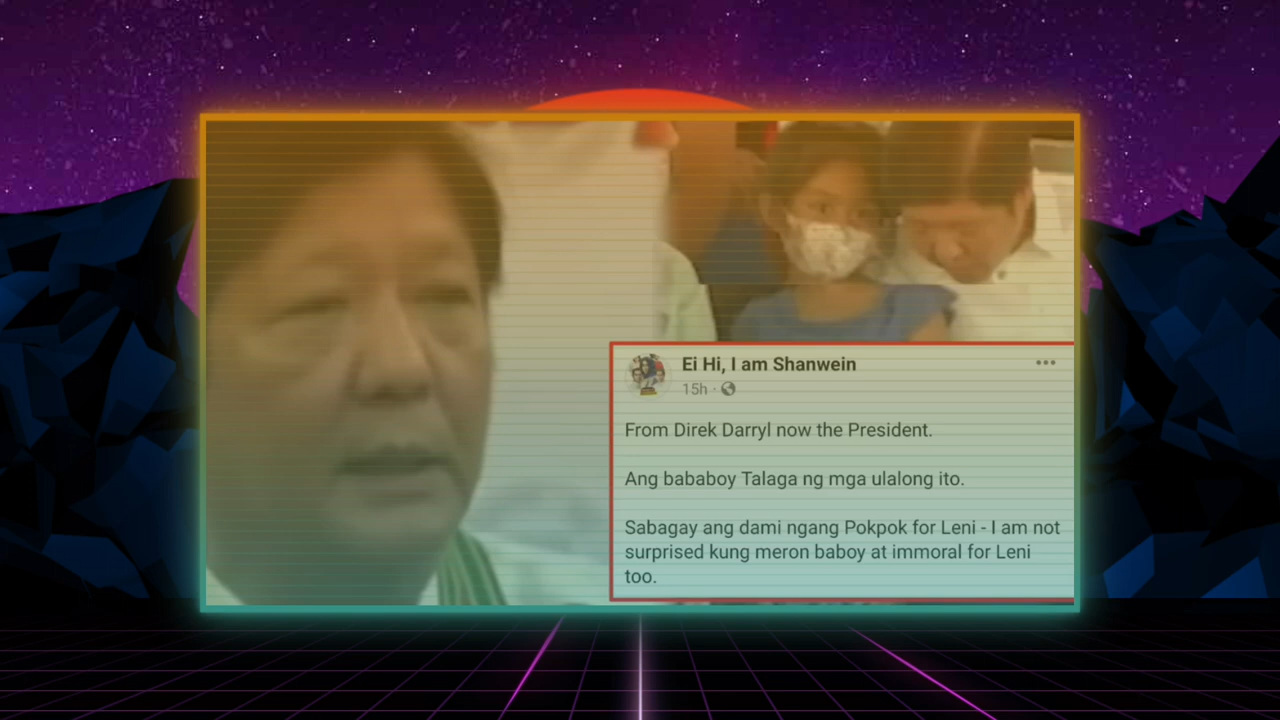 Ei Hi, I am Shanwein
15h ·
From Direk Darryl now the President.
Ang bababoy Talaga ng mga ulalong ito.
Sabagay ang dami ngang Pokpok for Leni - I am not
surprised kung meron baboy at immoral for Leni
too.